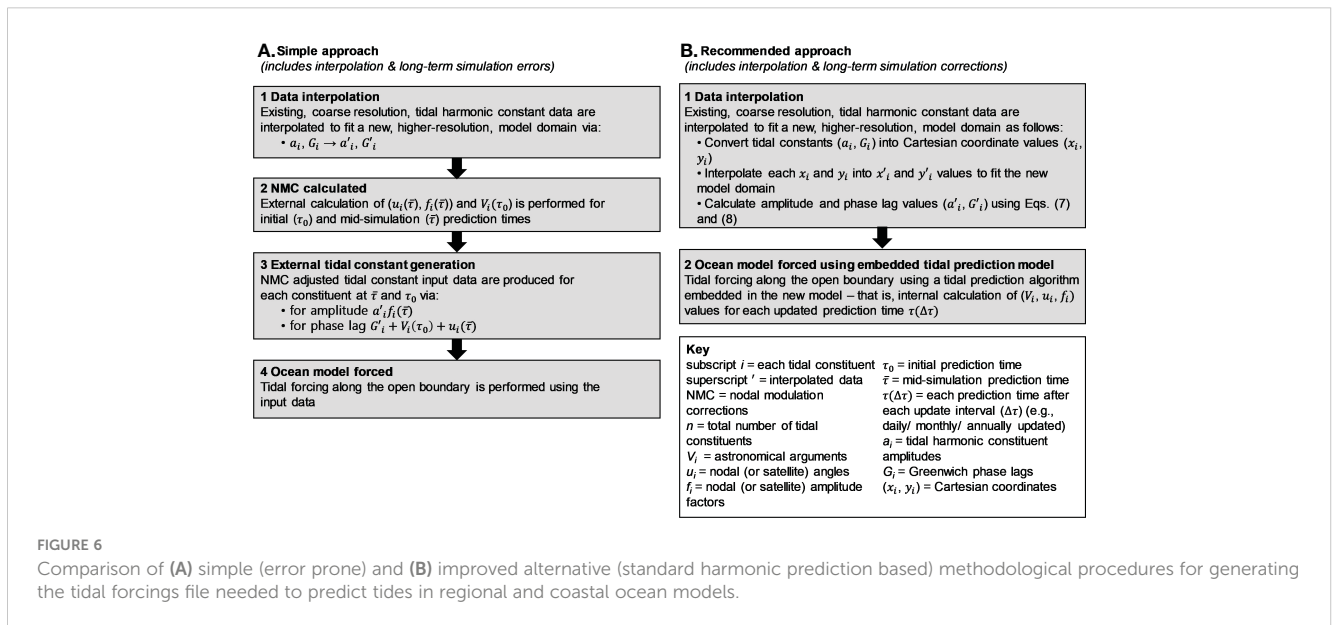 A. Simple approach
(includes interpolation & long-term simulation errors)
1 Data interpolation
Existing, coarse resolution, tidal harmonic constant data are
interpolated to fit a new, higher-resolution, model domain via:
• aᵢ, Gᵢ → a′ᵢ, G′ᵢ
2 NMC calculated
External calculation of (uᵢ(τ̄), fᵢ(τ̄)) and Vᵢ(τ₀) is performed for
initial (τ₀) and mid-simulation (τ̄) prediction times
3 External tidal constant generation
NMC adjusted tidal constant input data are produced for
each constituent at τ̄ and τ₀ via:
• for amplitude a′ᵢfᵢ(τ̄)
• for phase lag G′ᵢ + Vᵢ(τ₀) + uᵢ(τ̄)
4 Ocean model forced
Tidal forcing along the open boundary is performed using the
input data
B. Recommended approach
(includes interpolation & long-term simulation corrections)
1 Data interpolation
Existing, coarse resolution, tidal harmonic constant data are
interpolated to fit a new, higher-resolution, model domain as follows:
• Convert tidal constants (aᵢ, Gᵢ) into Cartesian coordinate values (xᵢ,
yᵢ)
• Interpolate each xᵢ and yᵢ into x′ᵢ and y′ᵢ values to fit the new
model domain
• Calculate amplitude and phase lag values (a′ᵢ, G′ᵢ) using Eqs. (7)
and (8)
2 Ocean model forced using embedded tidal prediction model
Tidal forcing along the open boundary using a tidal prediction algorithm
embedded in the new model – that is, internal calculation of (Vᵢ, uᵢ, fᵢ)
values for each updated prediction time τ(Δτ)
Key
subscript i = each tidal constituent
superscript ′ = interpolated data
NMC = nodal modulation
corrections
n = total number of tidal
constituents
Vᵢ = astronomical arguments
uᵢ = nodal (or satellite) angles
fᵢ = nodal (or satellite) amplitude
factors
τ₀ = initial prediction time
τ̄ = mid-simulation prediction time
τ(Δτ) = each prediction time after
each update interval (Δτ) (e.g.,
daily/ monthly/ annually updated)
aᵢ = tidal harmonic constituent
amplitudes
Gᵢ = Greenwich phase lags
(xᵢ, yᵢ) = Cartesian coordinates
FIGURE 6
Comparison of (A) simple (error prone) and (B) improved alternative (standard harmonic prediction based) methodological procedures for generating
the tidal forcings file needed to predict tides in regional and coastal ocean models.